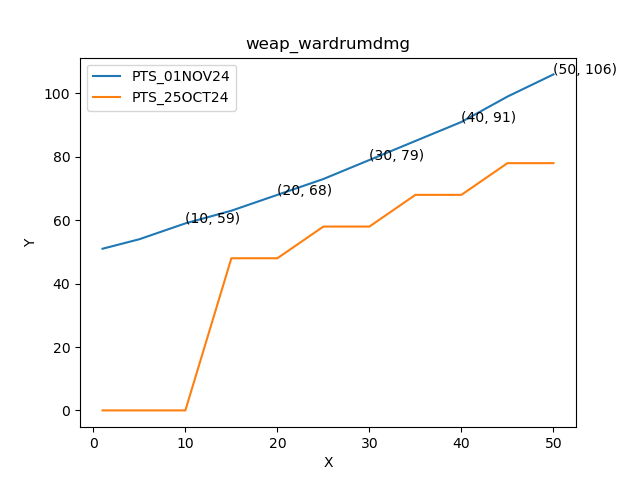 weap_wardrumdmg
PTS_01NOV24
PTS_25OCT24
(50, 106)
(40, 91)
(30, 79)
(20, 68)
(10, 59)
100
80
60
40
20
0
Y
0 10 20 30 40 50
X